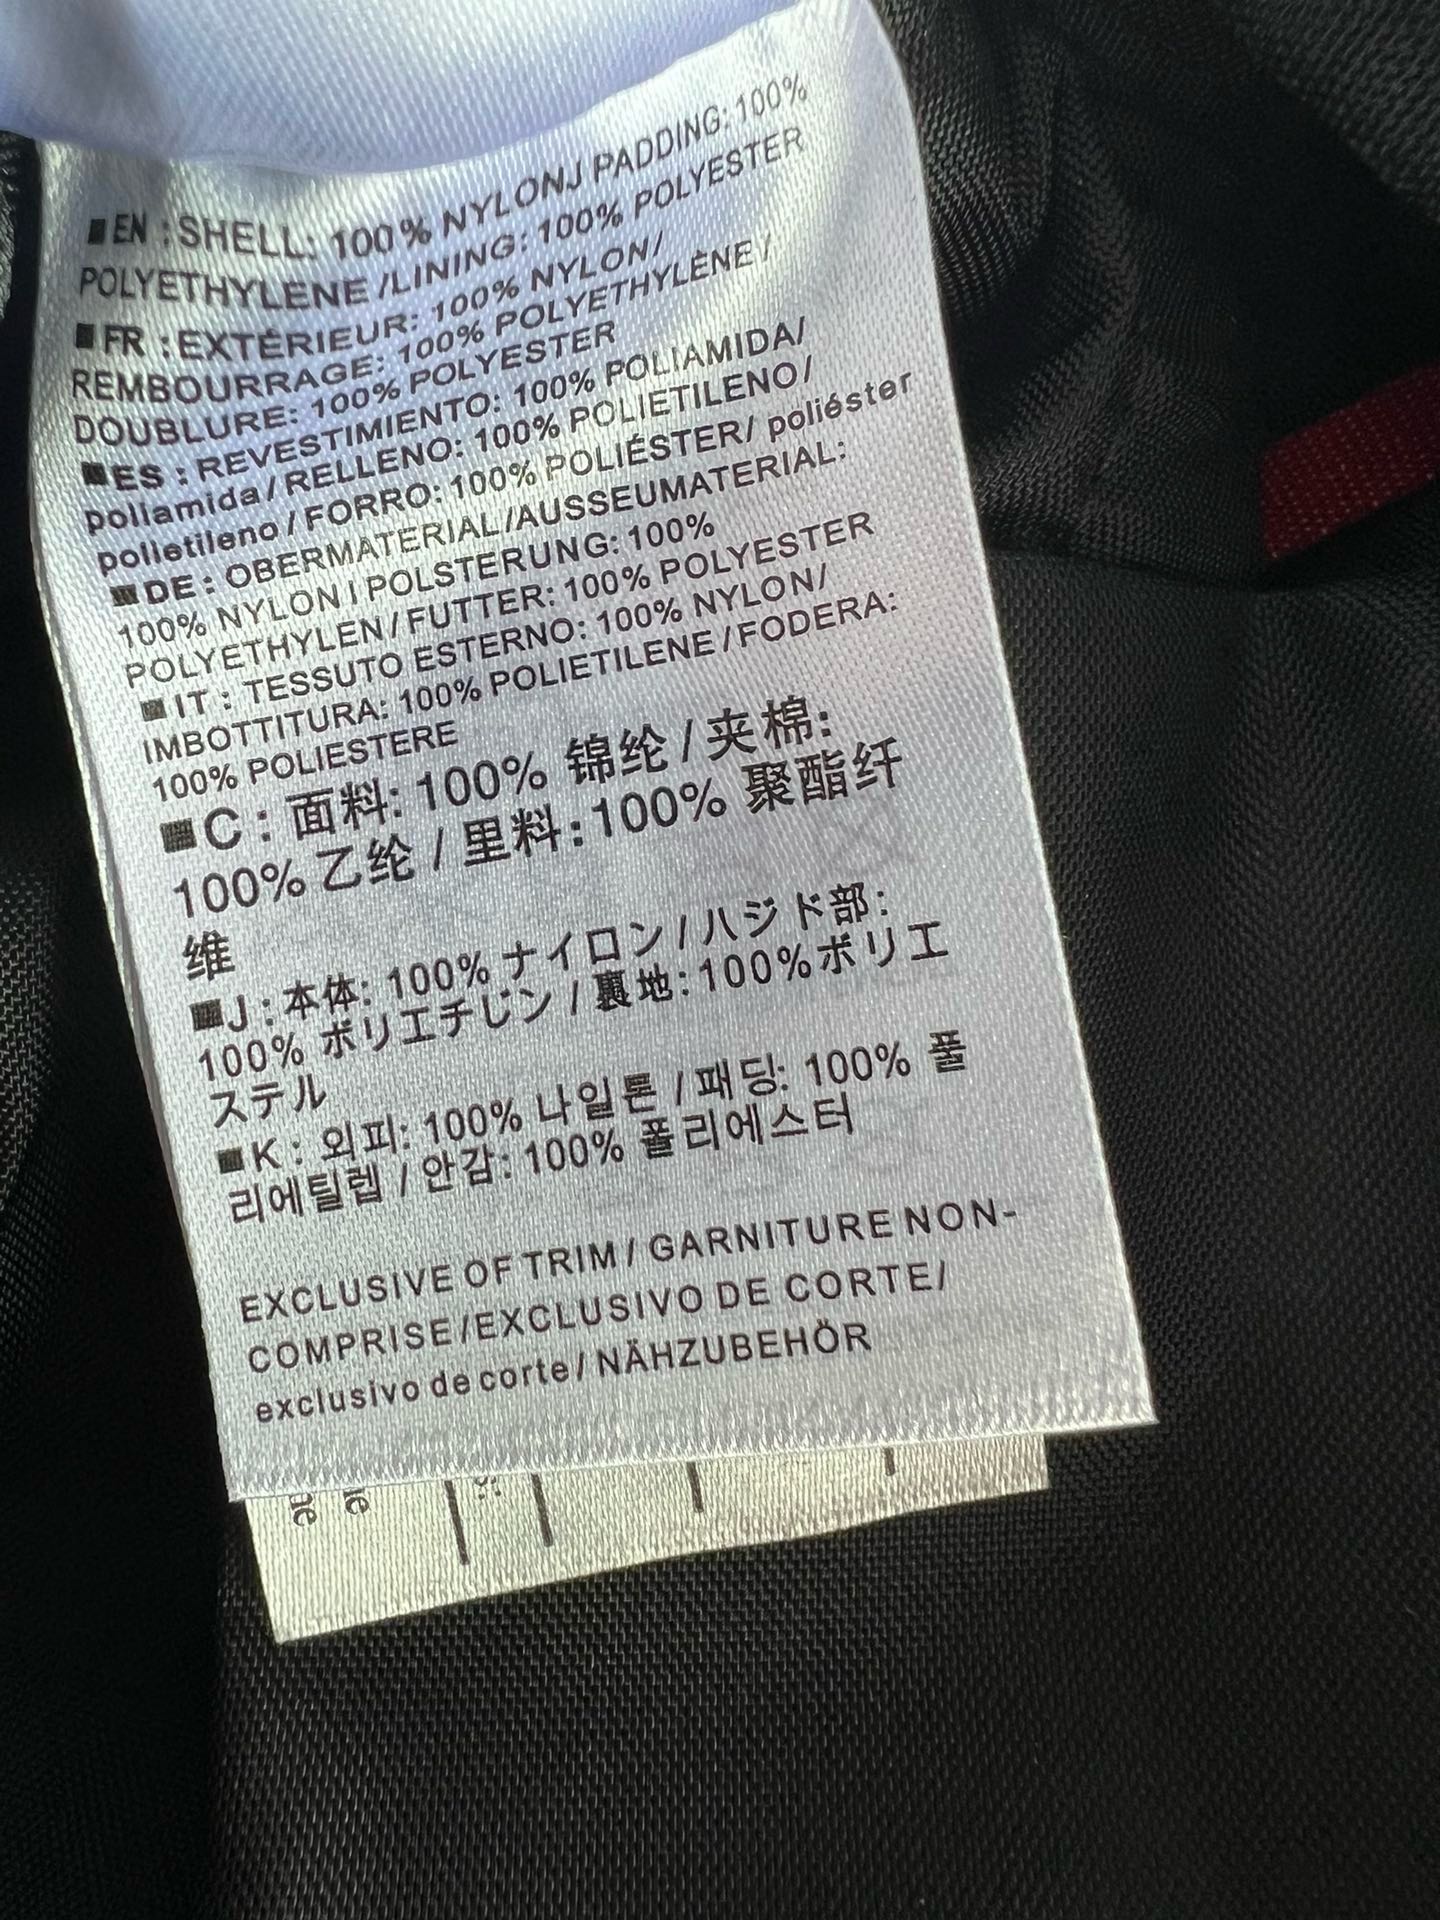 ■EN : SHELL: 100% NYLONJ PADDING: 100%
POLYETHYLENE /LINING: 100% POLYESTER
■FR : EXTÉRIEUR: 100% NYLON/
REMBOURRAGE: 100% POLYETHYLÈNE /
DOUBLURE: 100% POLYESTER
■ES : REVESTIMIENTO: 100% POLIAMIDA/
poliamida / RELLENO: 100% POLIETILENO/
polietileno / FORRO: 100% POLIÉSTER/ poliéster
■DE : OBERMATERIAL/AUSSEUMATERIAL:
100% NYLON I POLSTERUNG: 100%
POLYETHYLEN / FUTTER: 100% POLYESTER
■IT : TESSUTO ESTERNO: 100% NYLON/
IMBOTTITURA: 100% POLIETILENE / FODERA:
100% POLIESTERE
■C : 面料: 100% 锦纶 / 夹棉:
100% 乙纶 / 里料: 100% 聚酯纤
维
■J : 本体: 100% ナイロン / ハジド部:
100% ボリエチじン / 裏地: 100% ボリエ
ステル
■K : 외피: 100% 나일론 / 패딩: 100% 폴
리에틸렙 / 안감: 100% 폴리에스터
EXCLUSIVE OF TRIM / GARNITURE NON-
COMPRISE/EXCLUSIVO DE CORTE/
exclusivo de corte / NÄHZUBEHÖR